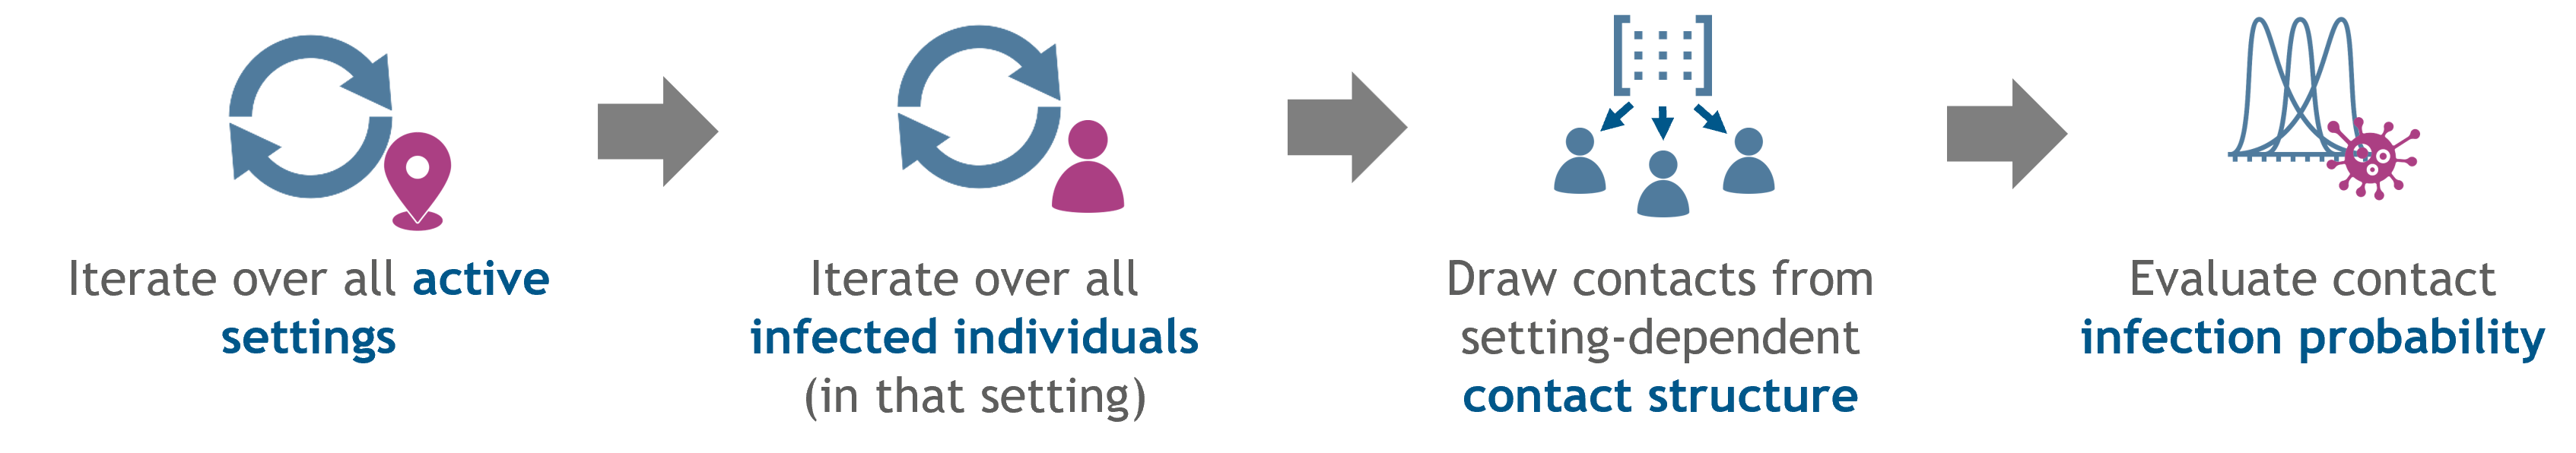 Iterate over all active
settings
Iterate over all
infected individuals
(in that setting)
Draw contacts from
setting-dependent
contact structure
Evaluate contact
infection probability